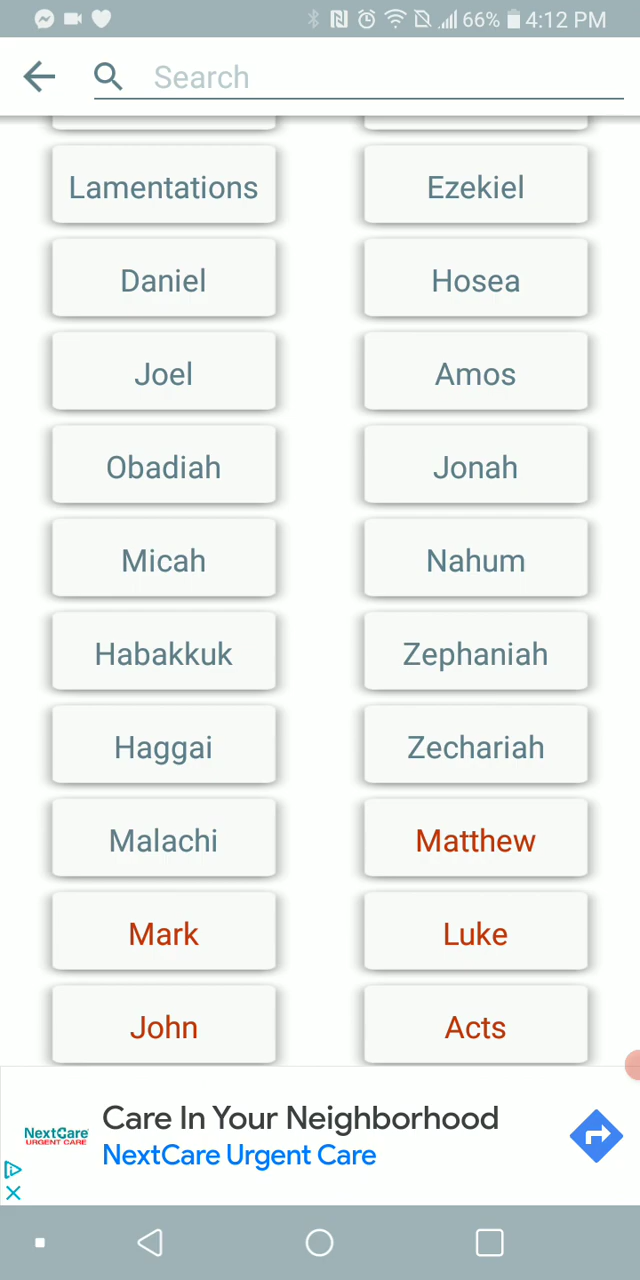 66% 4:12 PM
Search
Lamentations Ezekiel
Daniel Hosea
Joel Amos
Obadiah Jonah
Micah Nahum
Habakkuk Zephaniah
Haggai Zechariah
Malachi Matthew
Mark Luke
John Acts
Care In Your Neighborhood
NextCare
URGENT CARE
NextCare Urgent Care